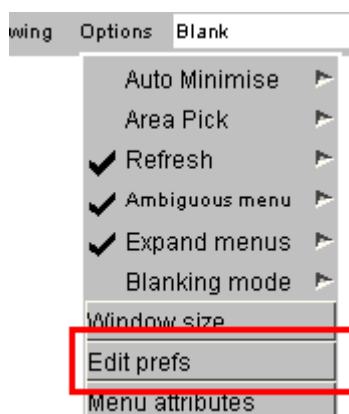 wing Options Blank
Auto Minimise
Area Pick
Refresh
Ambiguous menu
Expand menus
Blanking mode
Window size
Edit prefs
Menu attributes